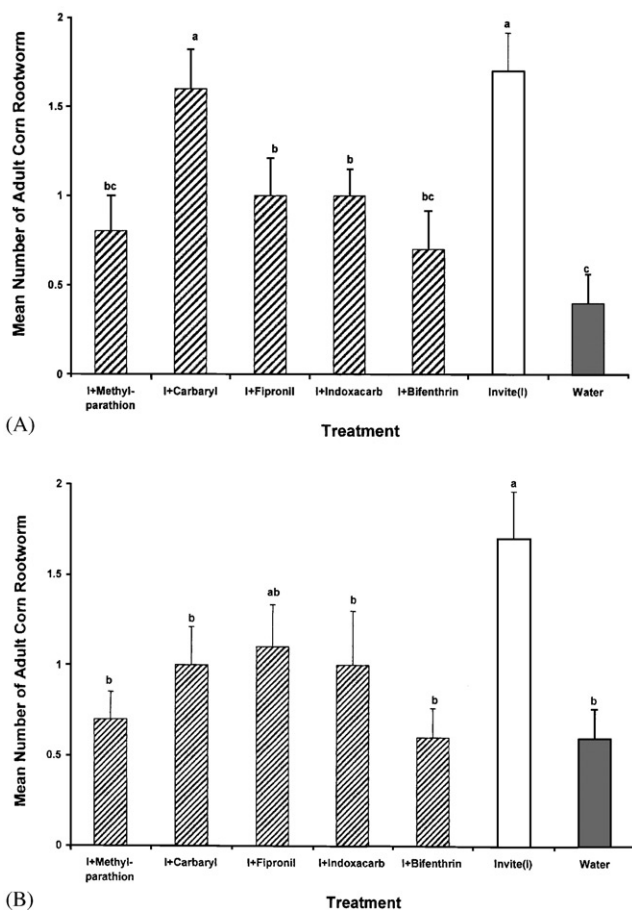 2
1.5
1
0.5
0
Mean Number of Adult Corn Rootworm
bc
a
b
b
bc
a
c
I+Methyl-
parathion
I+Carbaryl
I+Fipronil
I+Indoxacarb
I+Bifenthrin
Invite(I)
Water
(A)
Treatment
2
1.5
1
0.5
0
Mean Number of Adult Corn Rootworm
b
b
ab
b
b
a
b
I+Methyl-
parathion
I+Carbaryl
I+Fipronil
I+Indoxacarb
I+Bifenthrin
Invite(I)
Water
(B)
Treatment